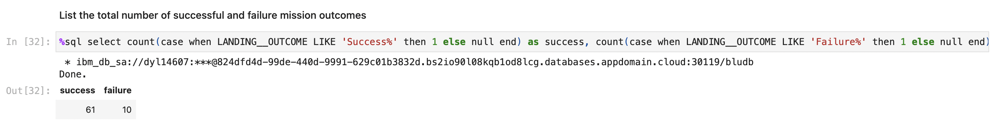 List the total number of successful and failure mission outcomes
In [32]: %sql select count(case when LANDING__OUTCOME LIKE 'Success%' then 1 else null end) as success, count(case when LANDING__OUTCOME LIKE 'Failure%' then 1 else null end)
* ibm_db_sa://dyl14607:***@824dfd4d-99de-440d-9991-629c01b3832d.bs2io90l08kqb1od8lcg.databases.appdomain.cloud:30119/bludb
Done.
Out[32]: success failure
61 10